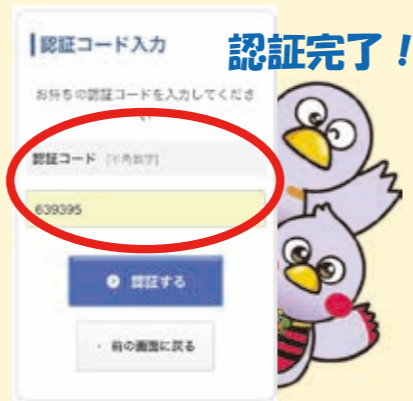 認証コード入力
認証完了！
お持ちの認証コードを入力してくださ
い
認証コード [半角数字]
639395
認証する
前の画面に戻る